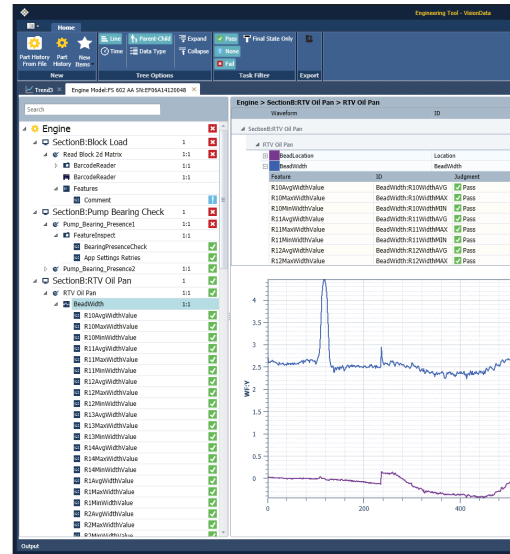 Engineering Tool - VisionData
Home
Part History From File
Part History
New Items
New
Line
Time
Parent-Child
Data Type
Expand
Collapse
Tree Options
Pass
None
Fail
Final State Only
Task Filter
Export
TrendD
Engine Model:FS 602 AA SN:EF06A14120048
Search
Engine
SectionB:Block Load 1
Read Block 2d Matrix 1:1
BarcodeReader 1:1
BarcodeReader 1:1
Features
Comment
SectionB:Pump Bearing Check 1
Pump_Bearing_Presence1 1:1
FeatureInspect 1:1
BearingPresenceCheck
App Settings Retries
Pump_Bearing_Presence2 1:1
SectionB:RTV Oil Pan 1
RTV Oil Pan 1:1
BeadWidth 1:1
R10AvgWidthValue
R10MaxWidthValue
R10MinWidthValue
R11AvgWidthValue
R11MaxWidthValue
R11MinWidthValue
R12AvgWidthValue
R12MaxWidthValue
R12MinWidthValue
R13AvgWidthValue
R13MaxWidthValue
R13MinWidthValue
R14AvgWidthValue
R14MaxWidthValue
R14MinWidthValue
R1AvgWidthValue
R1MaxWidthValue
R1MinWidthValue
R2AvgWidthValue
R2MaxWidthValue
R2MinWidthValue
Engine > SectionB:RTV Oil Pan > RTV Oil Pan
Waveform ID
SectionB:RTV Oil Pan
RTV Oil Pan
BeadLocation Location
BeadWidth BeadWidth
Feature ID Judgment
R10AvgWidthValue BeadWidth:R10WidthAVG Pass
R10MaxWidthValue BeadWidth:R10WidthMAX Pass
R10MinWidthValue BeadWidth:R10WidthMIN Pass
R11AvgWidthValue BeadWidth:R11WidthAVG Pass
R11MaxWidthValue BeadWidth:R11WidthMAX Pass
R11MinWidthValue BeadWidth:R11WidthMIN Pass
R12AvgWidthValue BeadWidth:R12WidthAVG Pass
R12MaxWidthValue BeadWidth:R12WidthMAX Pass
4
3.5
3
2.5
2
1.5
1
0.5
0
WF:Y
0 200 400
Output